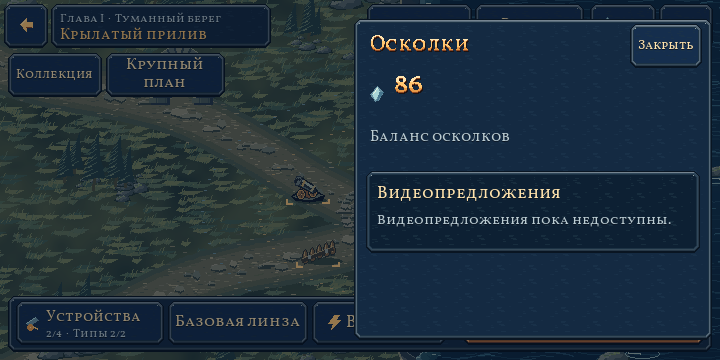 Глава I · Туманный берег
Крылатый прилив
Коллекция
Крупный
план
Осколки
Закрыть
86
Баланс осколков
Видеопредложения
Видеопредложения пока недоступны.
Устройства
2/4 · Типы 2/2
Базовая линза